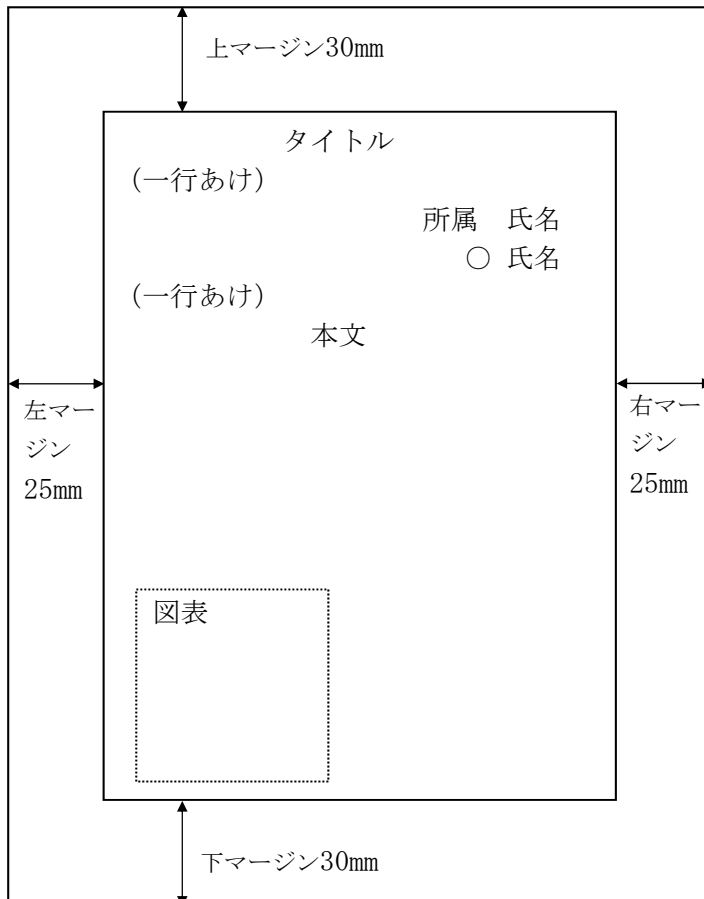 上マージン30mm
タイトル
(一行あけ)
所属　氏名
○ 氏名
(一行あけ)
本文
左マー
ジン
25mm
右マー
ジン
25mm
図表
下マージン30mm